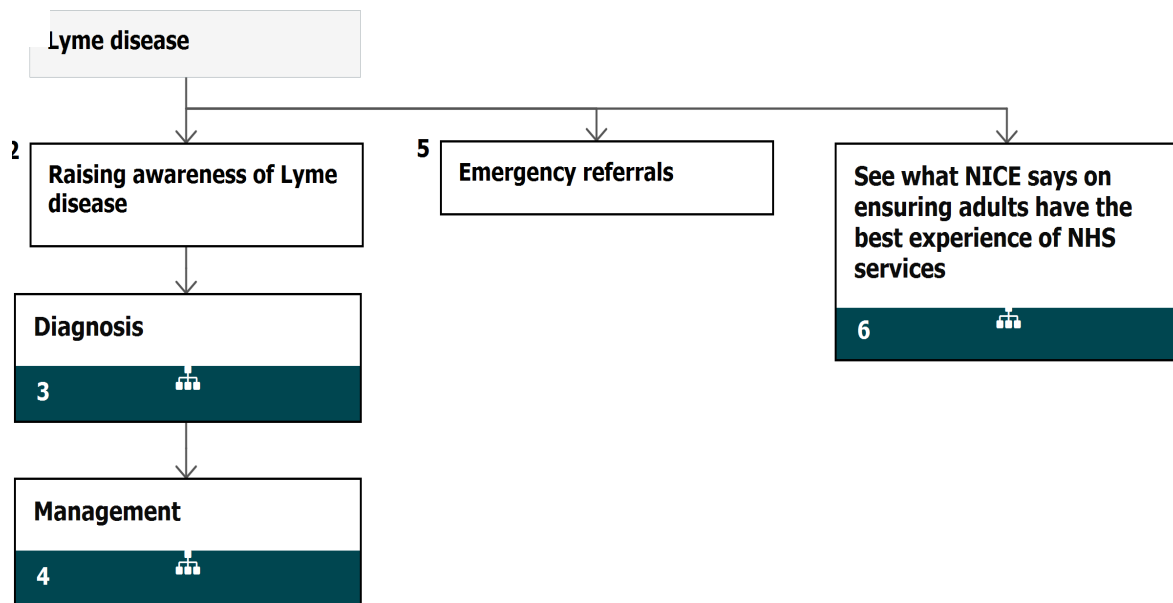 Lyme disease
2
Raising awareness of Lyme
disease
5
Emergency referrals
See what NICE says on
ensuring adults have the
best experience of NHS
services
6
Diagnosis
3
Management
4